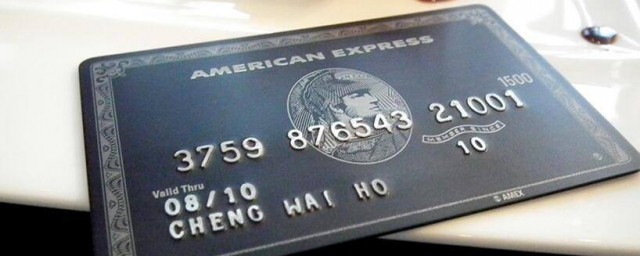 AMERICAN EXPRESS
1500
3759 876543 21001
MEMBER SINCE
10
Valid Thru
08/10
CHENG WAI HO
© AMEX